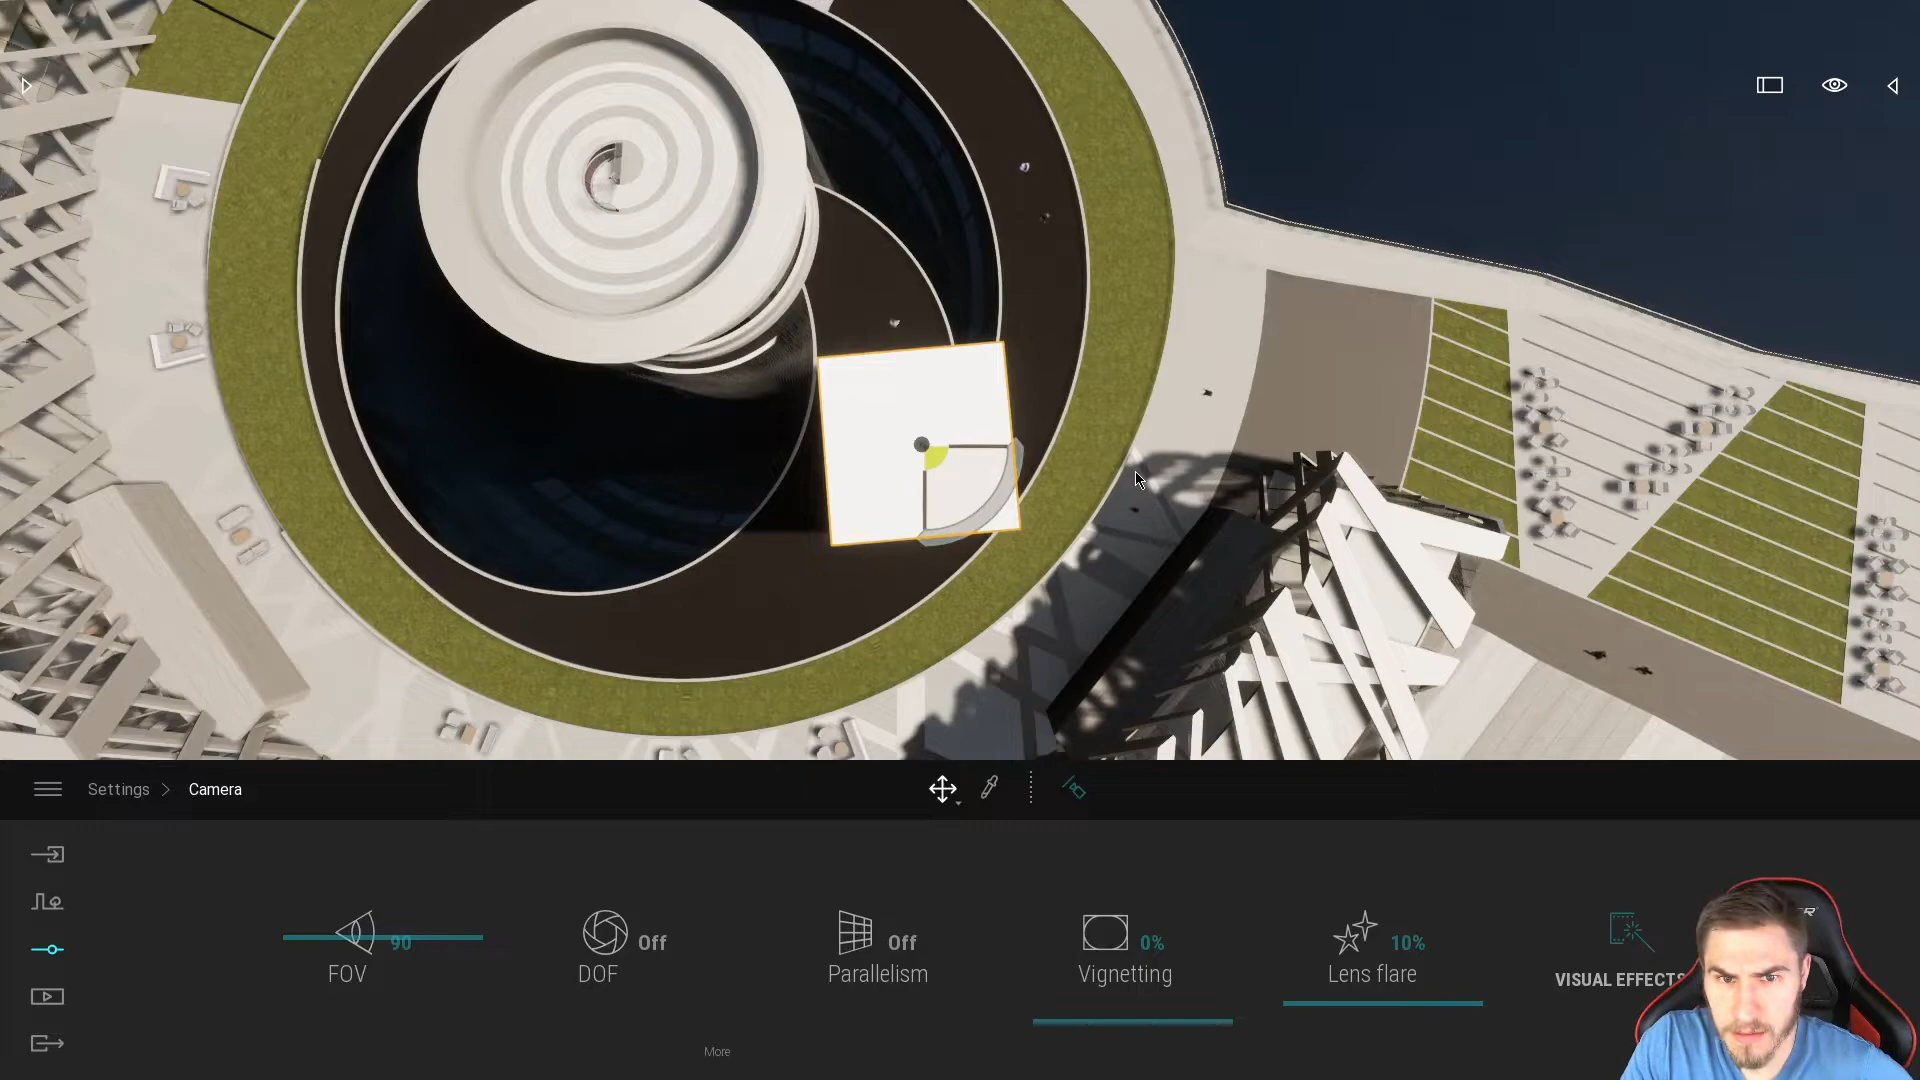 Settings
Camera
90
FOV
Off
DOF
Off
Parallelism
0%
Vignetting
10%
Lens flare
VISUAL EFFECTS
More